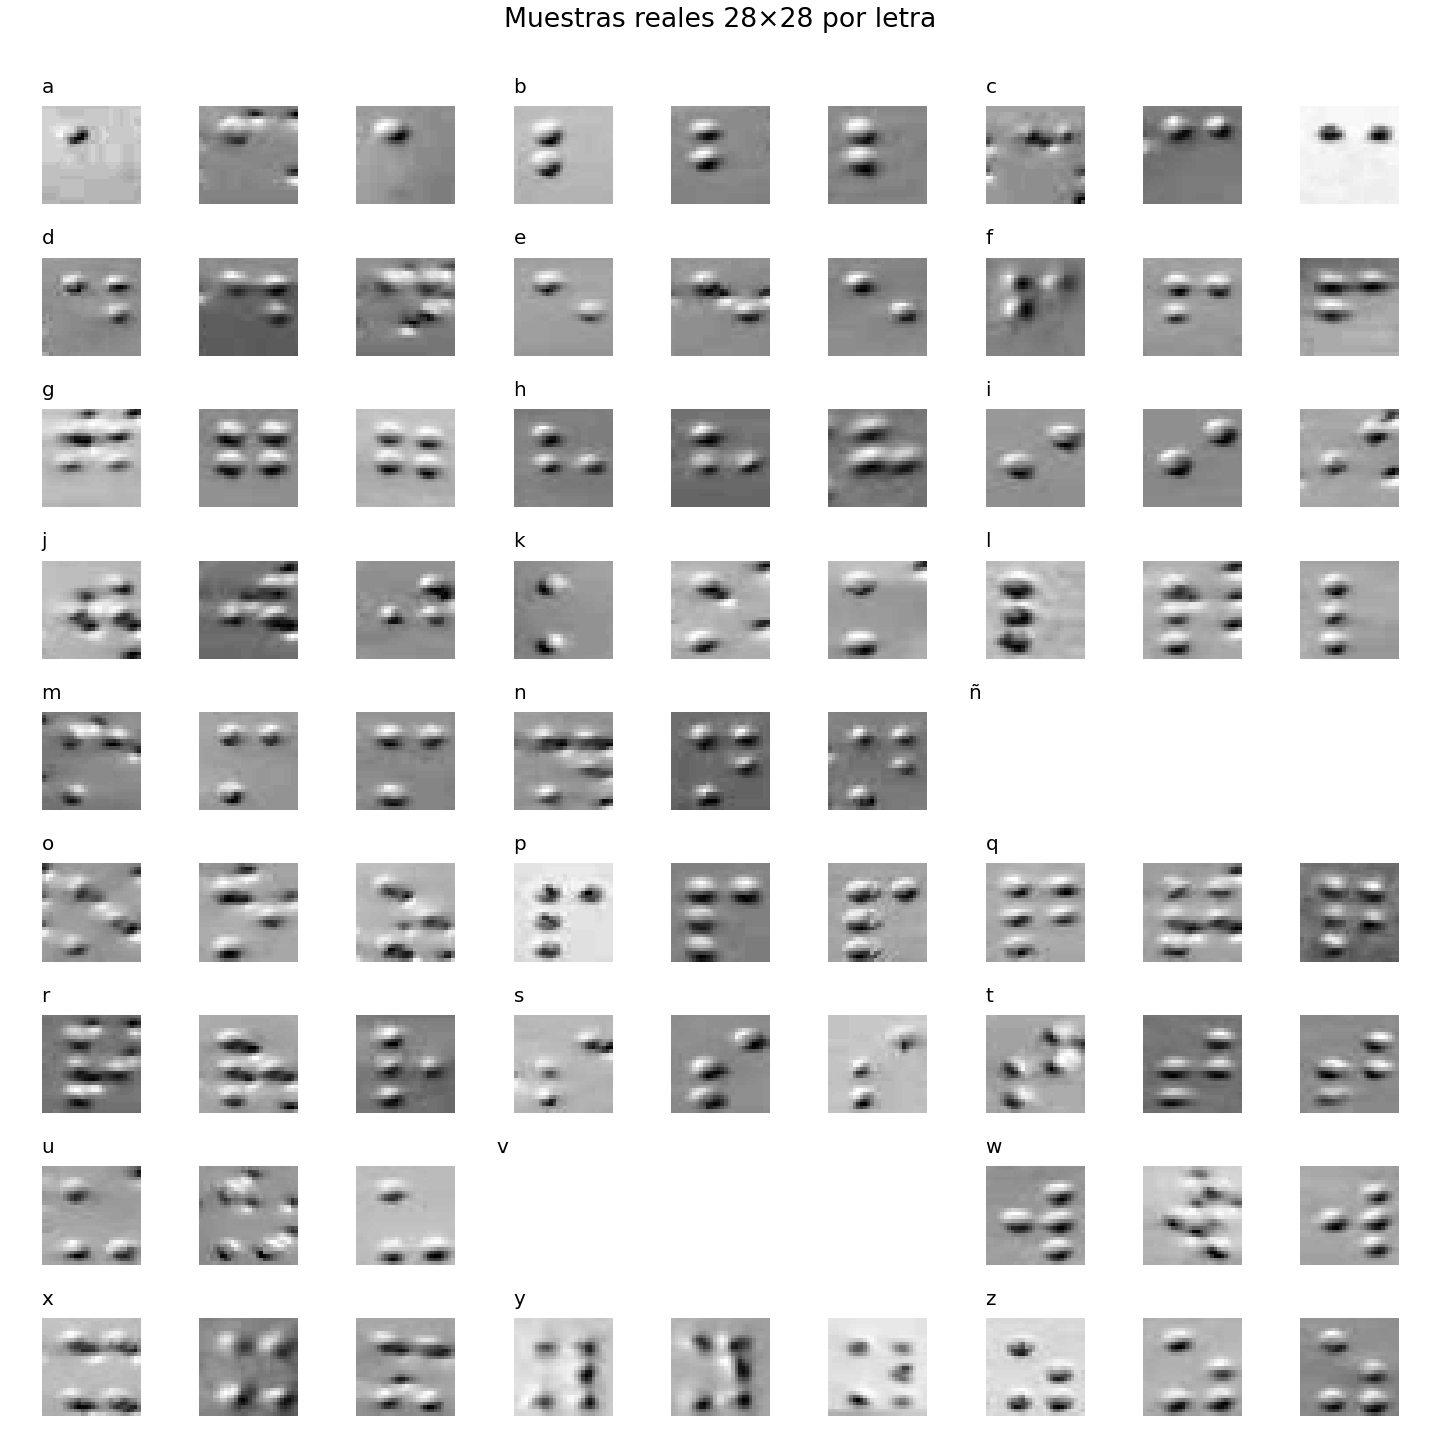 Muestras reales 28×28 por letra
a b c
d e f
g h i
j k l
m n ñ
o p q
r s t
u v w
x y z